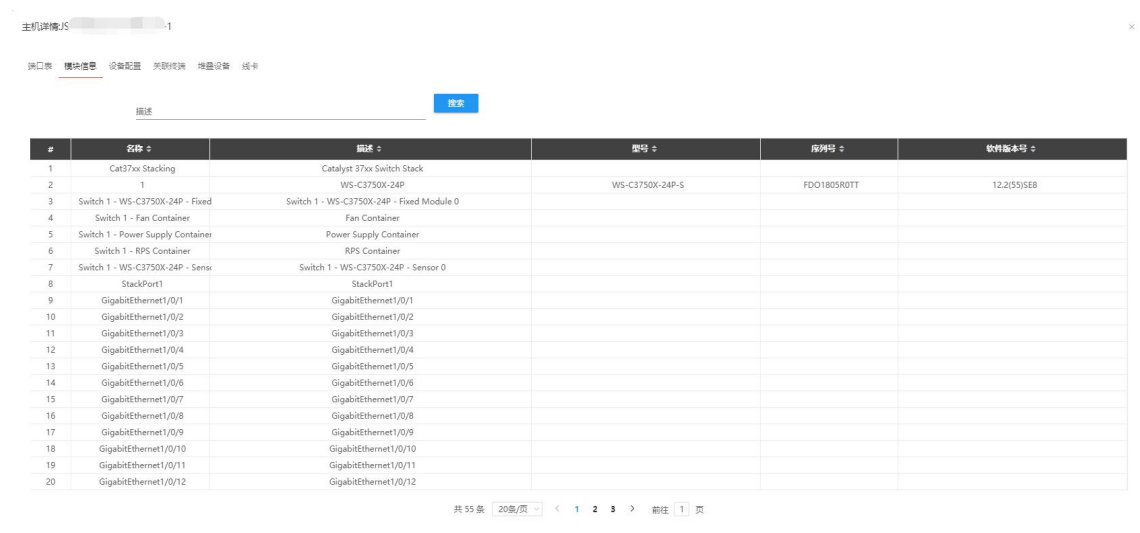 主机详情:JS -1
端口表 模块信息 设备配置 关联终端 堆叠设备 线卡
描述 搜索
# 名称 描述 型号 序列号 软件版本号
1 Cat37xx Stacking Catalyst 37xx Switch Stack
2 1 WS-C3750X-24P WS-C3750X-24P-S FDO1805R0TT 12.2(55)SE8
3 Switch 1 - WS-C3750X-24P - Fixed Switch 1 - WS-C3750X-24P - Fixed Module 0
4 Switch 1 - Fan Container Fan Container
5 Switch 1 - Power Supply Container Power Supply Container
6 Switch 1 - RPS Container RPS Container
7 Switch 1 - WS-C3750X-24P - Sens Switch 1 - WS-C3750X-24P - Sensor 0
8 StackPort1 StackPort1
9 GigabitEthernet1/0/1 GigabitEthernet1/0/1
10 GigabitEthernet1/0/2 GigabitEthernet1/0/2
11 GigabitEthernet1/0/3 GigabitEthernet1/0/3
12 GigabitEthernet1/0/4 GigabitEthernet1/0/4
13 GigabitEthernet1/0/5 GigabitEthernet1/0/5
14 GigabitEthernet1/0/6 GigabitEthernet1/0/6
15 GigabitEthernet1/0/7 GigabitEthernet1/0/7
16 GigabitEthernet1/0/8 GigabitEthernet1/0/8
17 GigabitEthernet1/0/9 GigabitEthernet1/0/9
18 GigabitEthernet1/0/10 GigabitEthernet1/0/10
19 GigabitEthernet1/0/11 GigabitEthernet1/0/11
20 GigabitEthernet1/0/12 GigabitEthernet1/0/12
共 55 条 20条/页 < 1 2 3 > 前往 1 页